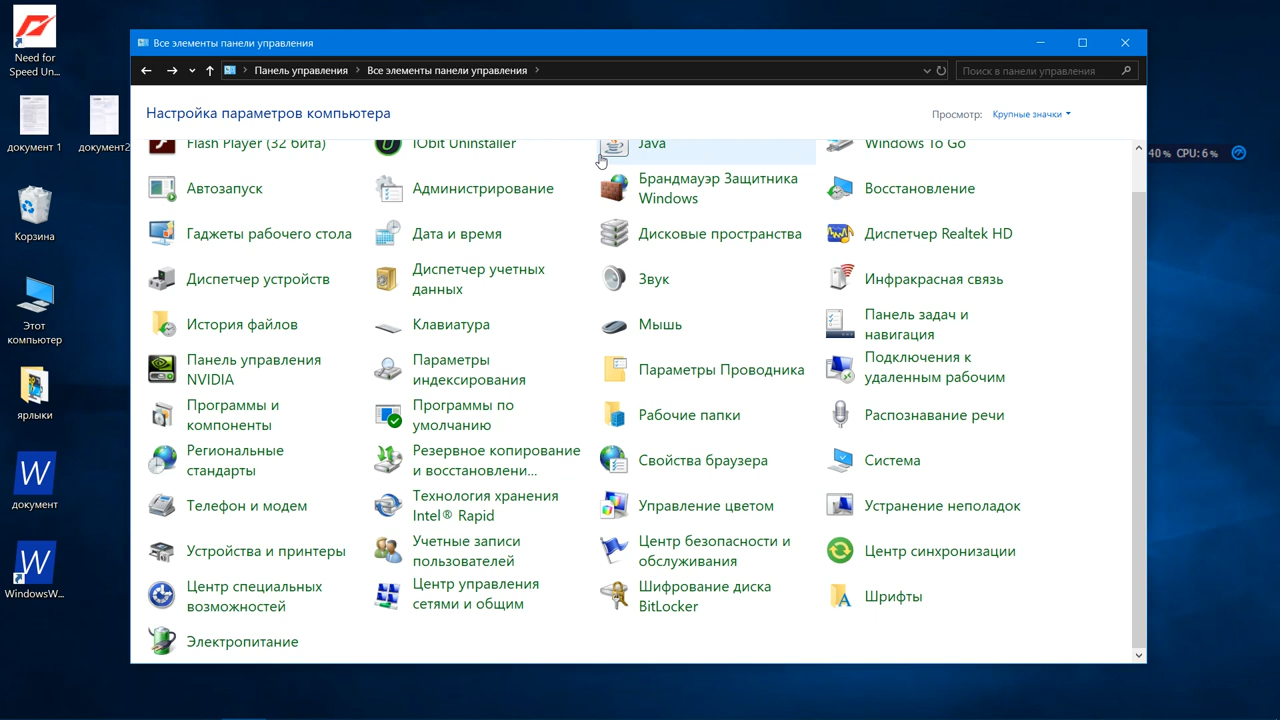 Need for
Speed Un...
документ 1
документ2
Корзина
Этот
компьютер
ярлыки
документ
WindowsW...
Все элементы панели управления
Панель управления
Все элементы панели управления
Поиск в панели управления
Настройка параметров компьютера
Просмотр:
Крупные значки
Flash Player (32 бита)
IObit Uninstaller
Java
Windows To Go
Автозапуск
Администрирование
Брандмауэр Защитника
Windows
Восстановление
Гаджеты рабочего стола
Дата и время
Дисковые пространства
Диспетчер Realtek HD
Диспетчер устройств
Диспетчер учетных
данных
Звук
Инфракрасная связь
История файлов
Клавиатура
Мышь
Панель задач и
навигация
Панель управления
NVIDIA
Параметры
индексирования
Параметры Проводника
Подключения к
удаленным рабочим
Программы и
компоненты
Программы по
умолчанию
Рабочие папки
Распознавание речи
Региональные
стандарты
Резервное копирование
и восстановлени...
Свойства браузера
Система
Телефон и модем
Технология хранения
Intel® Rapid
Управление цветом
Устранение неполадок
Устройства и принтеры
Учетные записи
пользователей
Центр безопасности и
обслуживания
Центр синхронизации
Центр специальных
возможностей
Центр управления
сетями и общим
Шифрование диска
BitLocker
Шрифты
Электропитание
40% CPU: 6%